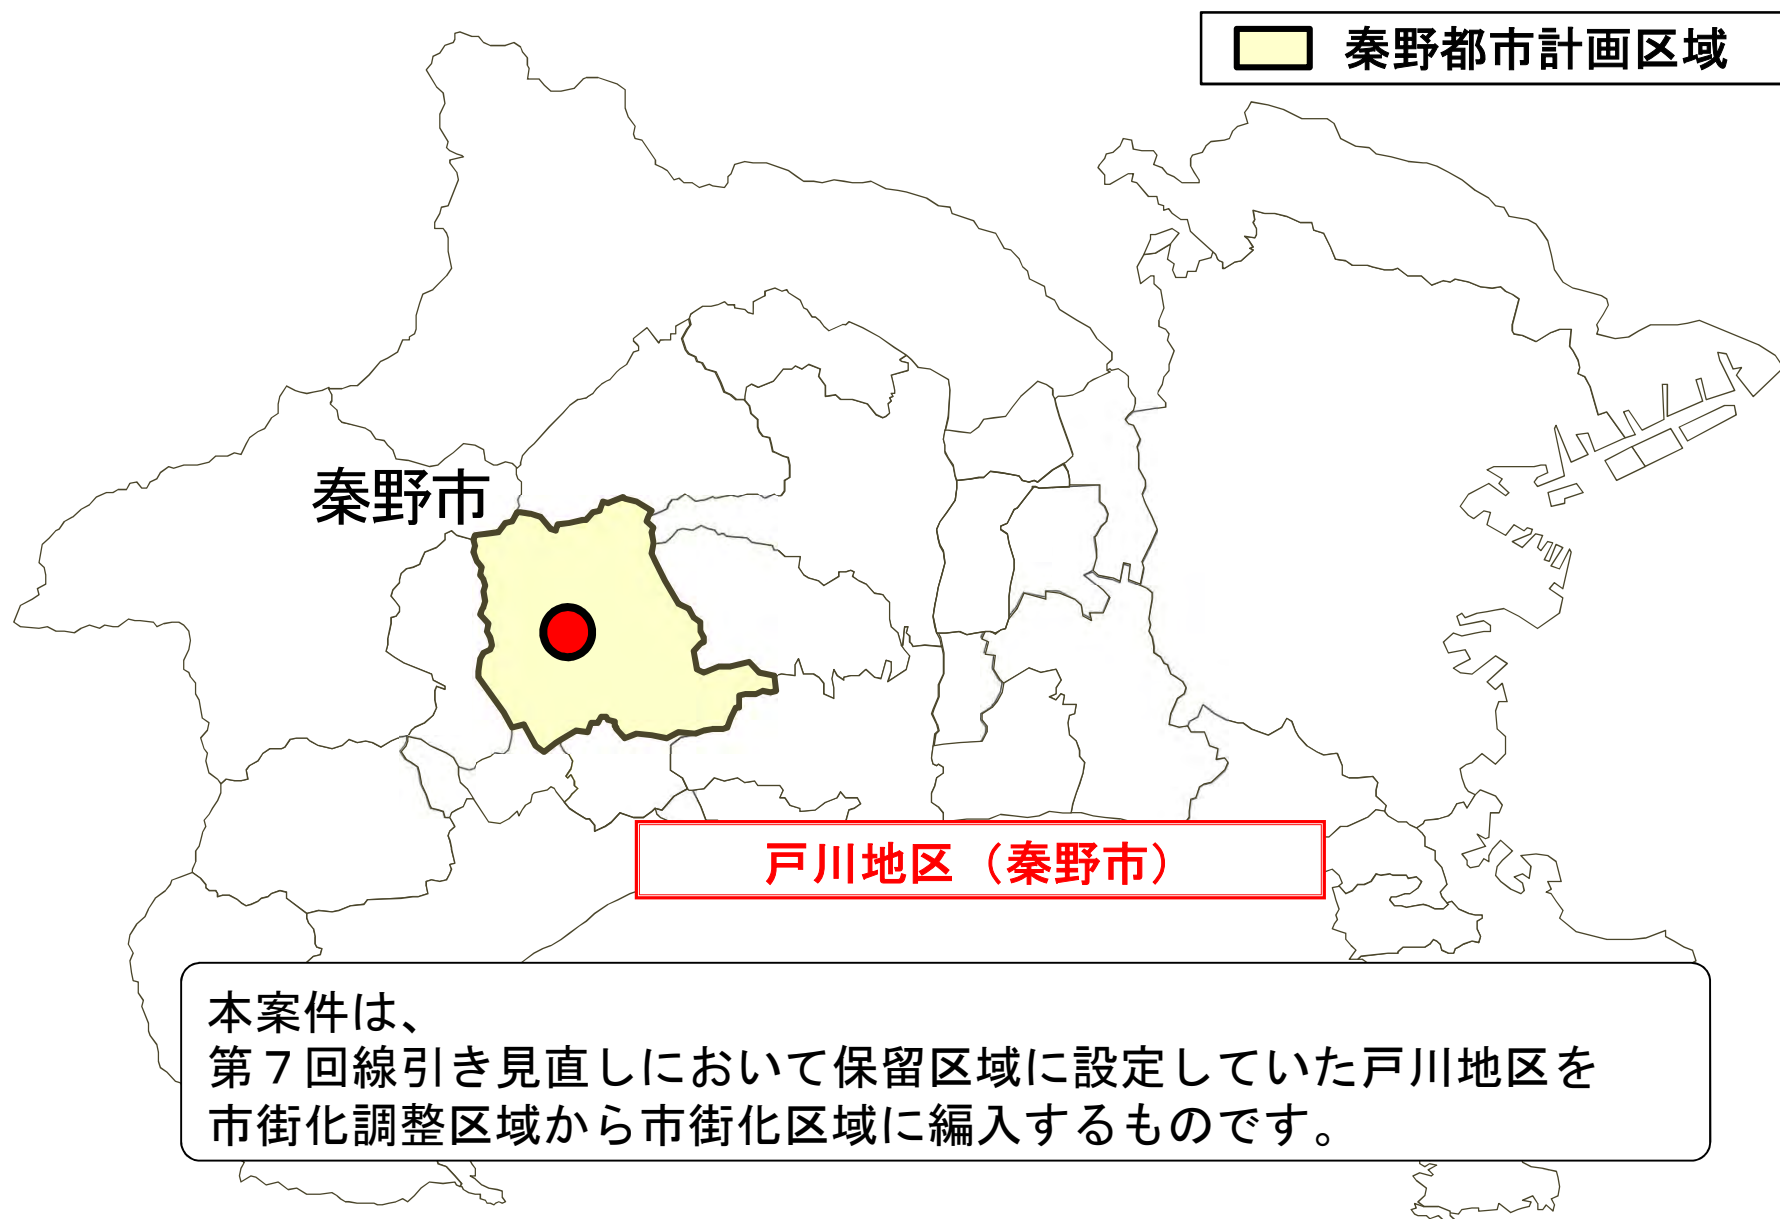 秦野都市計画区域
秦野市
戸川地区（秦野市）
本案件は、
第７回線引き見直しにおいて保留区域に設定していた戸川地区を
市街化調整区域から市街化区域に編入するものです。